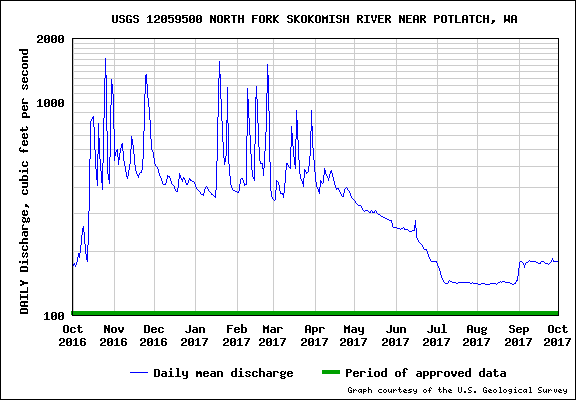 USGS 12059500 NORTH FORK SKOKOMISH RIVER NEAR POTLATCH, WA
DAILY Discharge, cubic feet per second
2000
1000
100
Oct Nov Dec Jan Feb Mar Apr May Jun Jul Aug Sep Oct
2016 2016 2016 2017 2017 2017 2017 2017 2017 2017 2017 2017 2017
Daily mean discharge Period of approved data
Graph courtesy of the U.S. Geological Survey